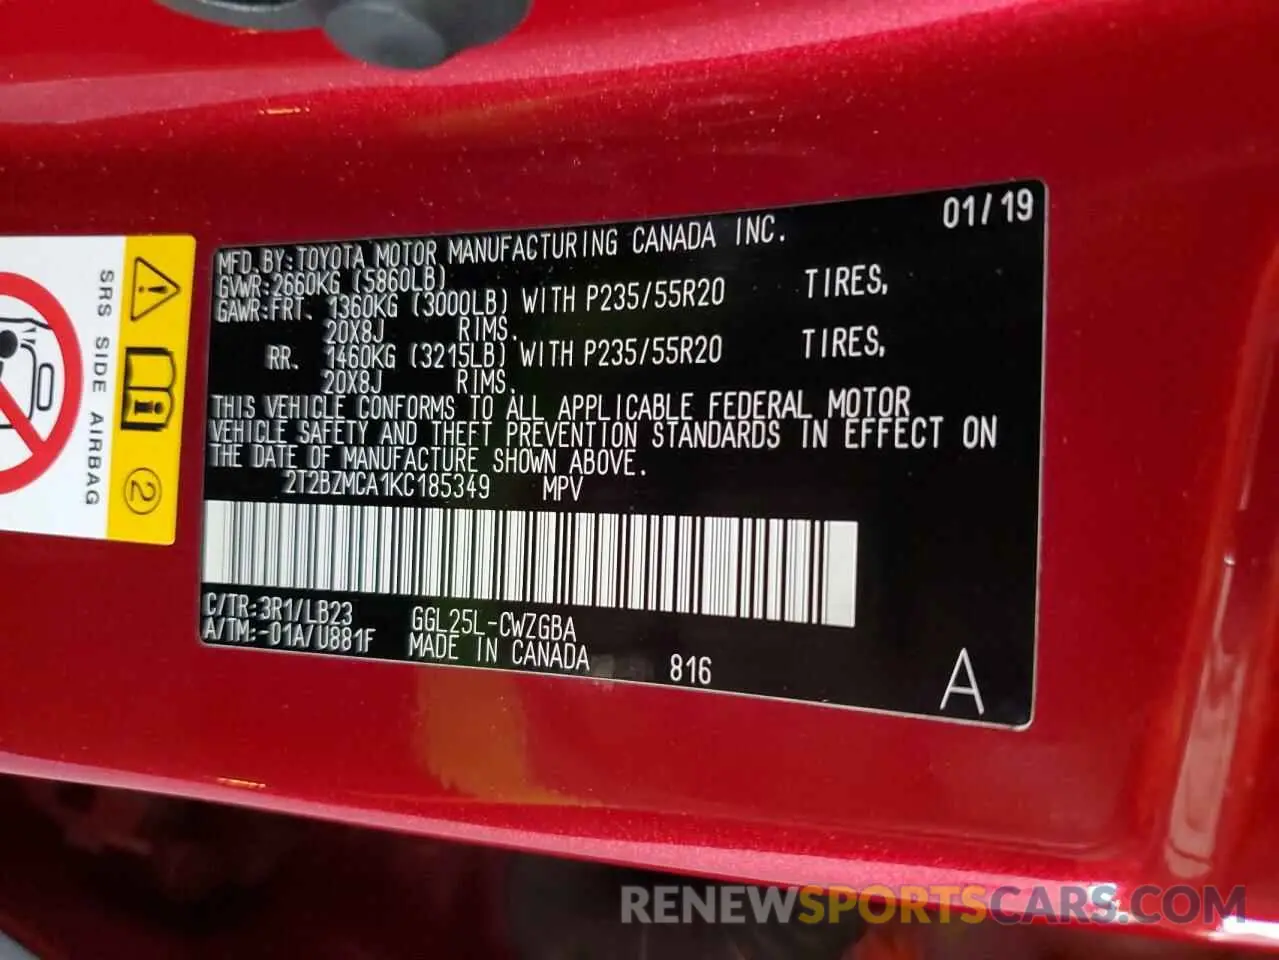 01/19
MFD.BY:TOYOTA MOTOR MANUFACTURING CANADA INC.
GVWR:2660KG (5860LB)
GAWR:FRT. 1360KG (3000LB) WITH P235/55R20 TIRES,
20X8J RIMS.
RR. 1460KG (3215LB) WITH P235/55R20 TIRES,
20X8J RIMS.
THIS VEHICLE CONFORMS TO ALL APPLICABLE FEDERAL MOTOR
VEHICLE SAFETY AND THEFT PREVENTION STANDARDS IN EFFECT ON
THE DATE OF MANUFACTURE SHOWN ABOVE.
2T2BZMCA1KC185349 MPV
C/TR:3R1/LB23 GGL25L-CWZGBA
A/TM:-01A/U881F MADE IN CANADA 816
A
SRS SIDE AIRBAG
2
RENEWSPORTSCARS.COM